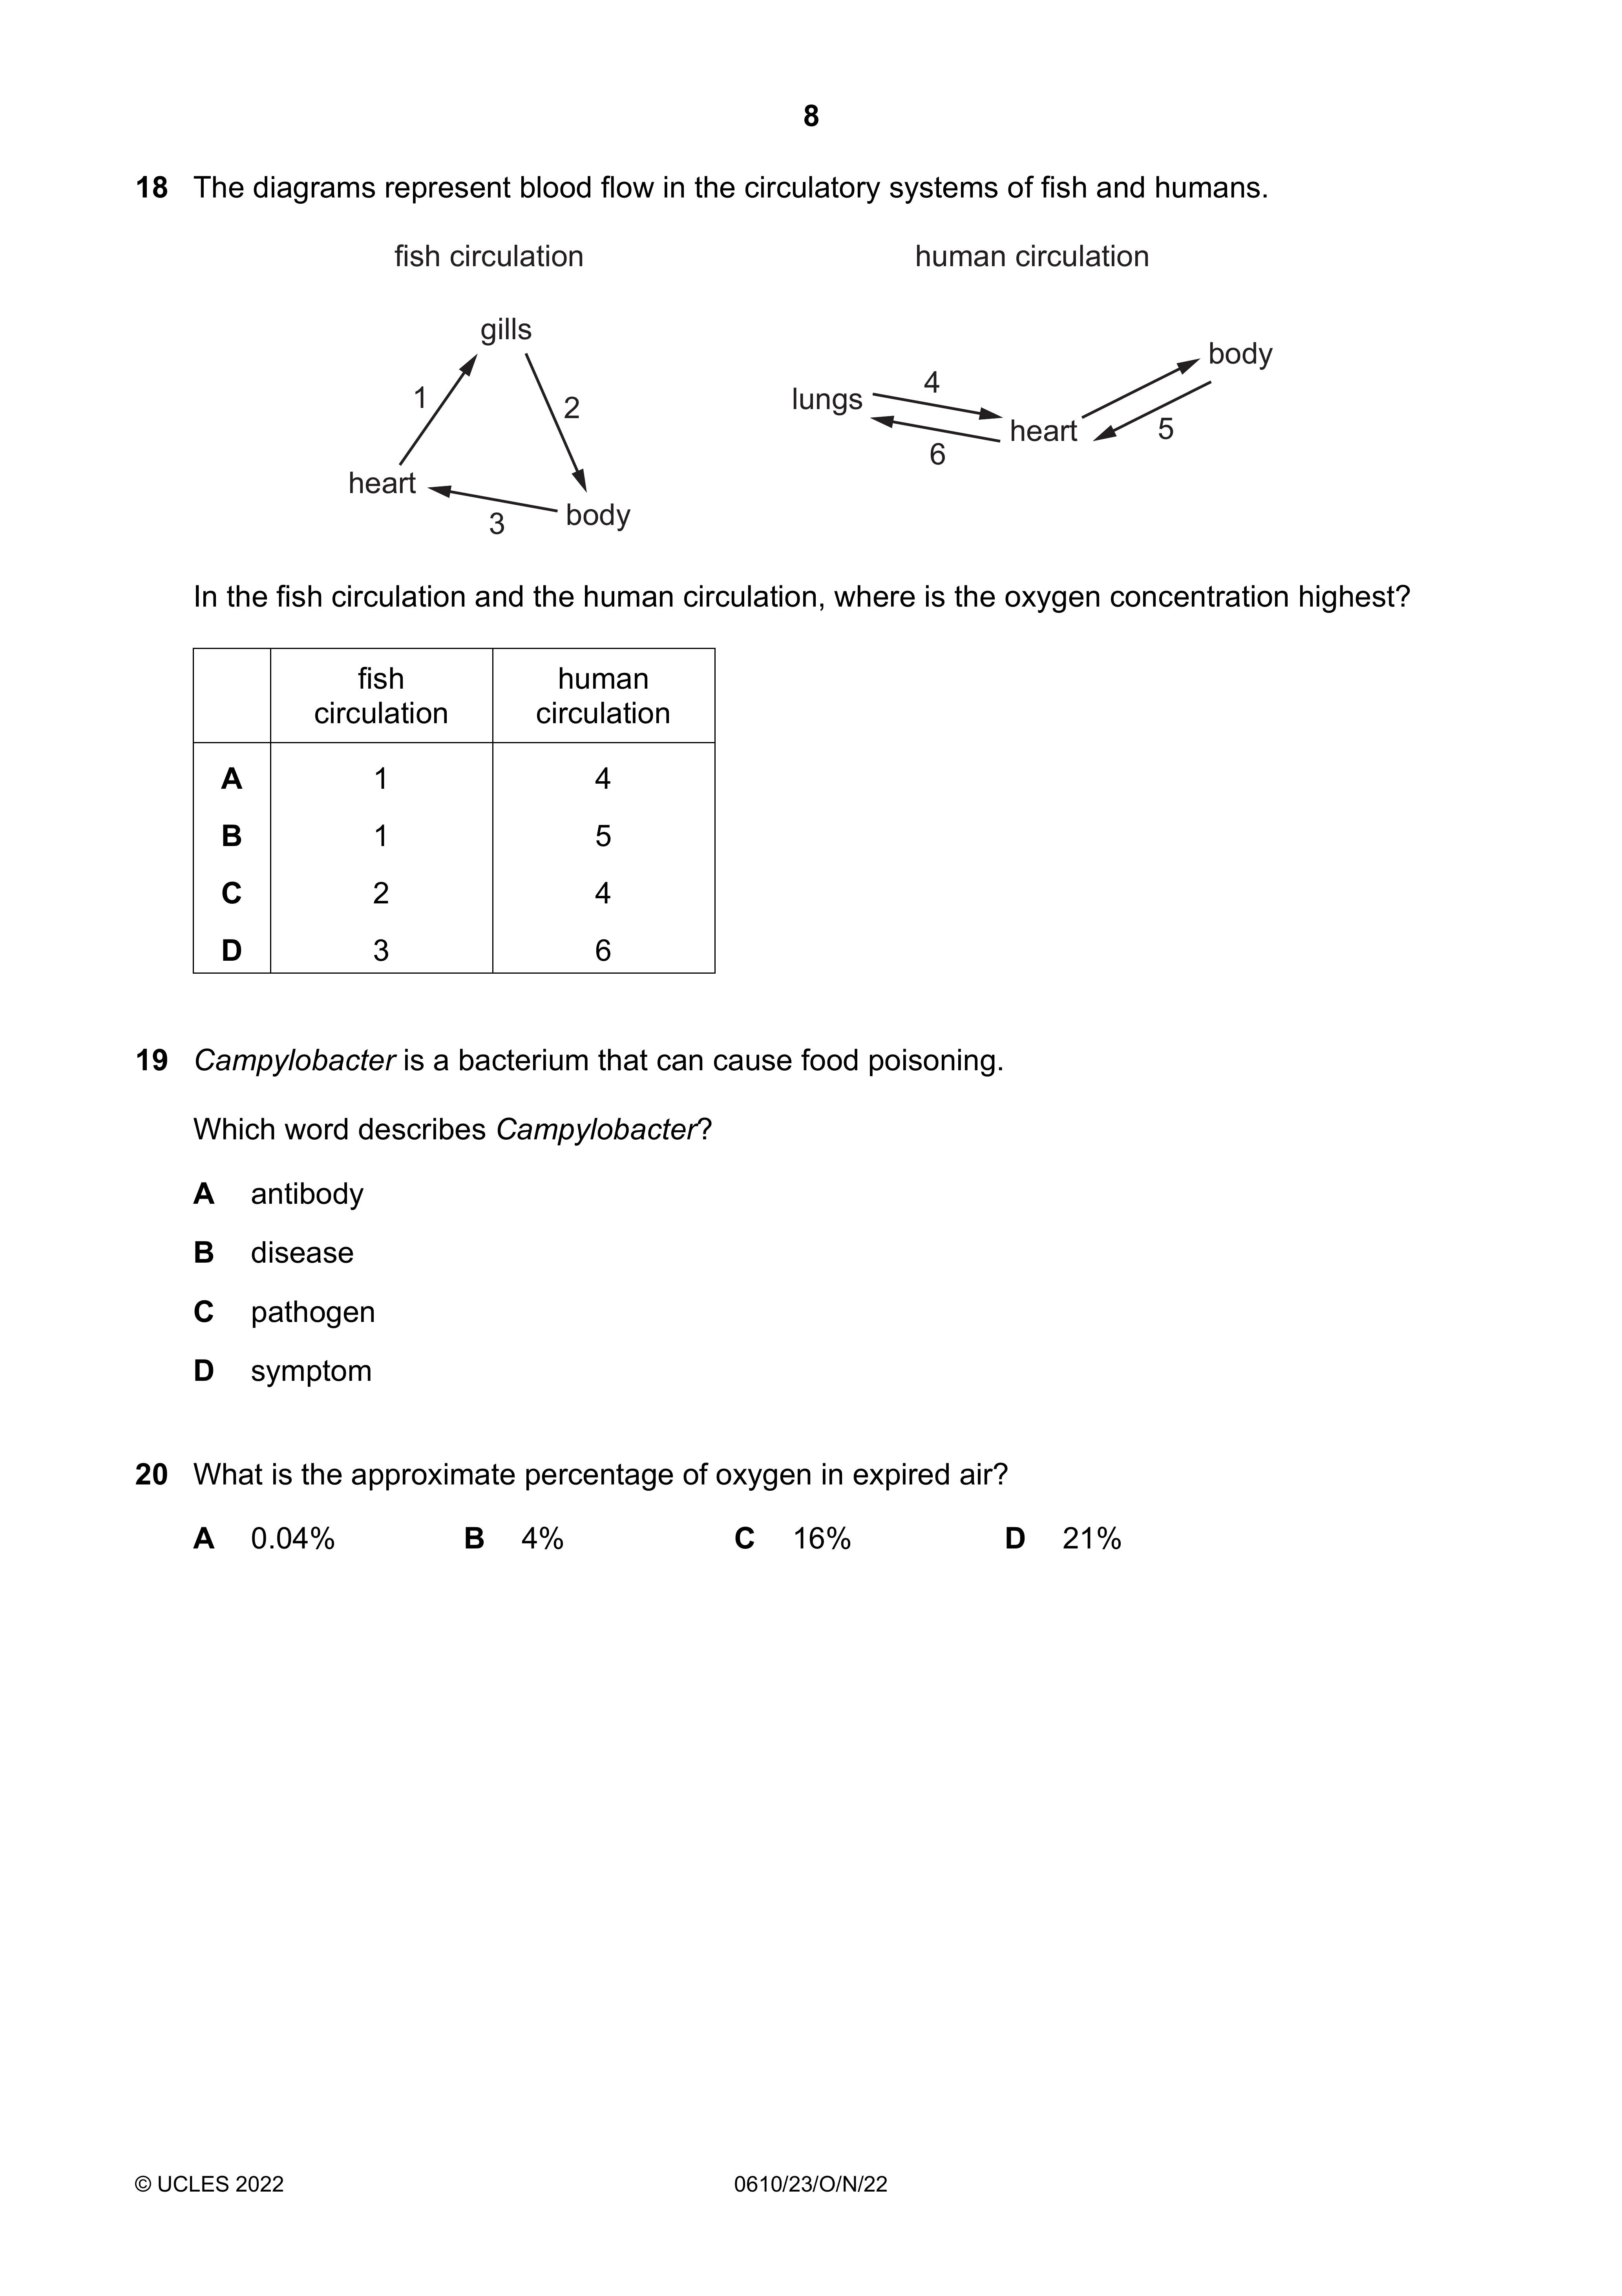 8
18 The diagrams represent blood flow in the circulatory systems of fish and humans.
fish circulation
human circulation
gills
1
2
heart
3
body
lungs
4
6
heart
body
5
In the fish circulation and the human circulation, where is the oxygen concentration highest?
fish circulation
human circulation
A 1 4
B 1 5
C 2 4
D 3 6
19 Campylobacter is a bacterium that can cause food poisoning.
Which word describes Campylobacter?
A antibody
B disease
C pathogen
D symptom
20 What is the approximate percentage of oxygen in expired air?
A 0.04% B 4% C 16% D 21%
© UCLES 2022 0610/23/O/N/22